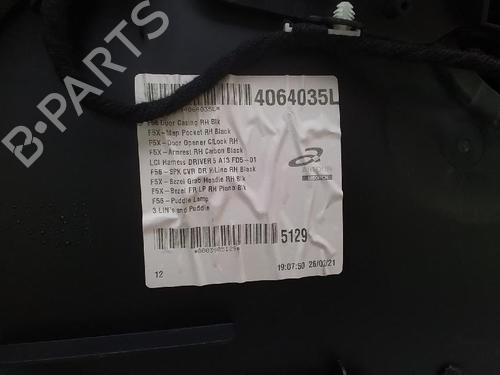 4064035L
*4064035L*
F56 Door Casing RH Blk
F5X-Map Pocket RH Black
F5X-Door Opener C/Lock RH
F5X-Armrest RH Carbon Black
LCI Harness DRIVER 5 A13 FD5-01
F56 - SPK CVR DR H/Line RH Black
F5X-Bezel Grab Handle RH Blk
F5X-Bezel FR LP RH Piano Blk
F56-Puddle Lamp
3 LIN's and Puddle
5129
12
19:07:50 26/02/21
B-PARTS